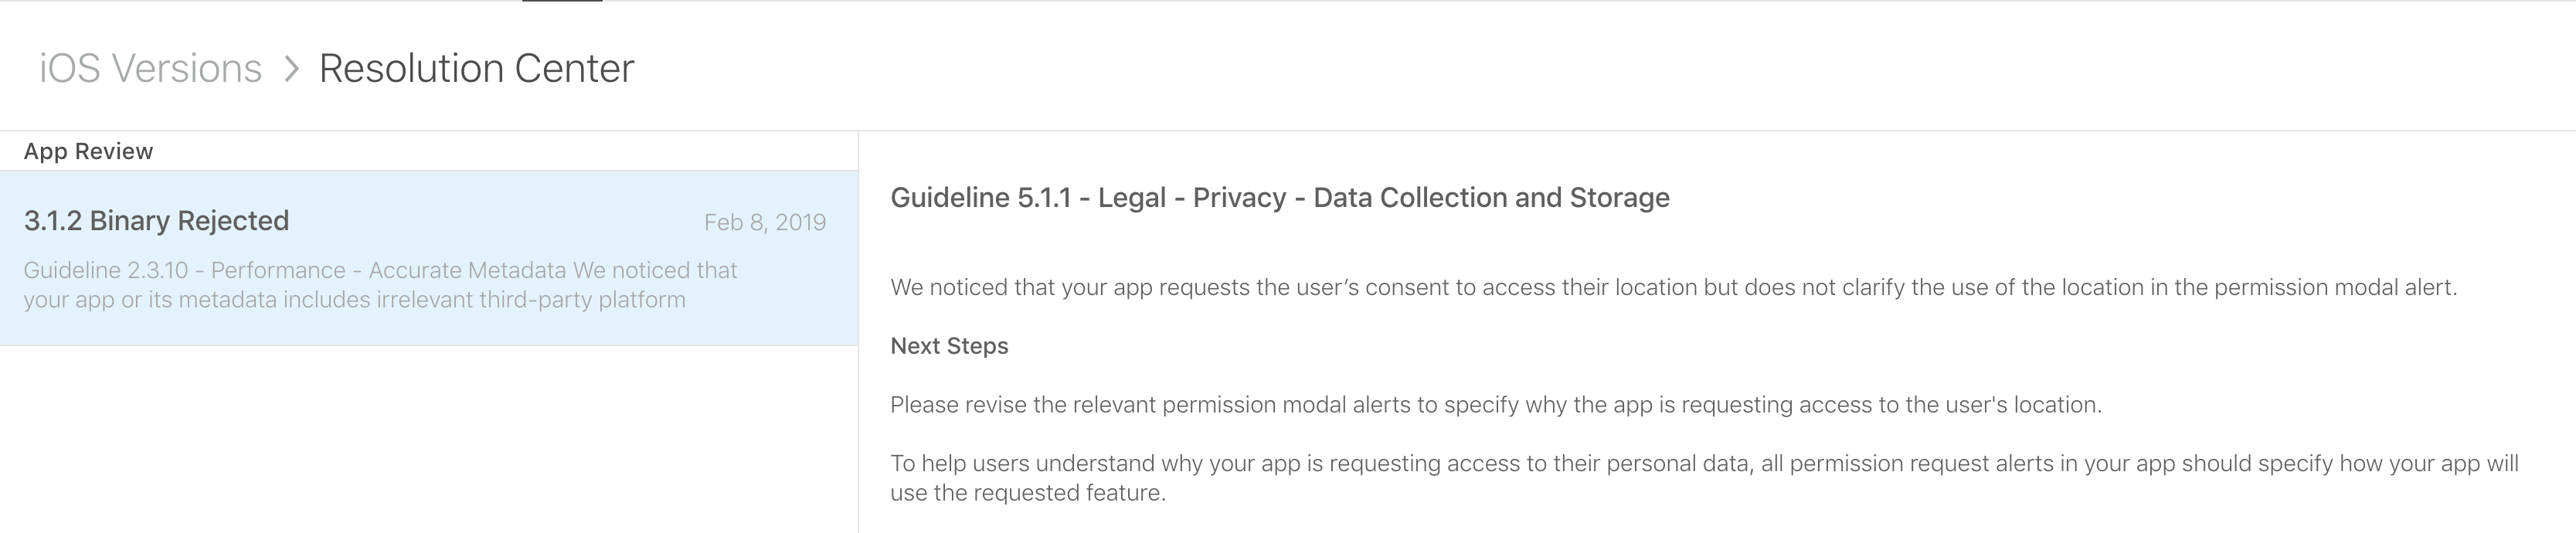 iOS Versions > Resolution Center
App Review
3.1.2 Binary Rejected Feb 8, 2019
Guideline 2.3.10 - Performance - Accurate Metadata We noticed that
your app or its metadata includes irrelevant third-party platform
Guideline 5.1.1 - Legal - Privacy - Data Collection and Storage
We noticed that your app requests the user’s consent to access their location but does not clarify the use of the location in the permission modal alert.
Next Steps
Please revise the relevant permission modal alerts to specify why the app is requesting access to the user's location.
To help users understand why your app is requesting access to their personal data, all permission request alerts in your app should specify how your app will
use the requested feature.